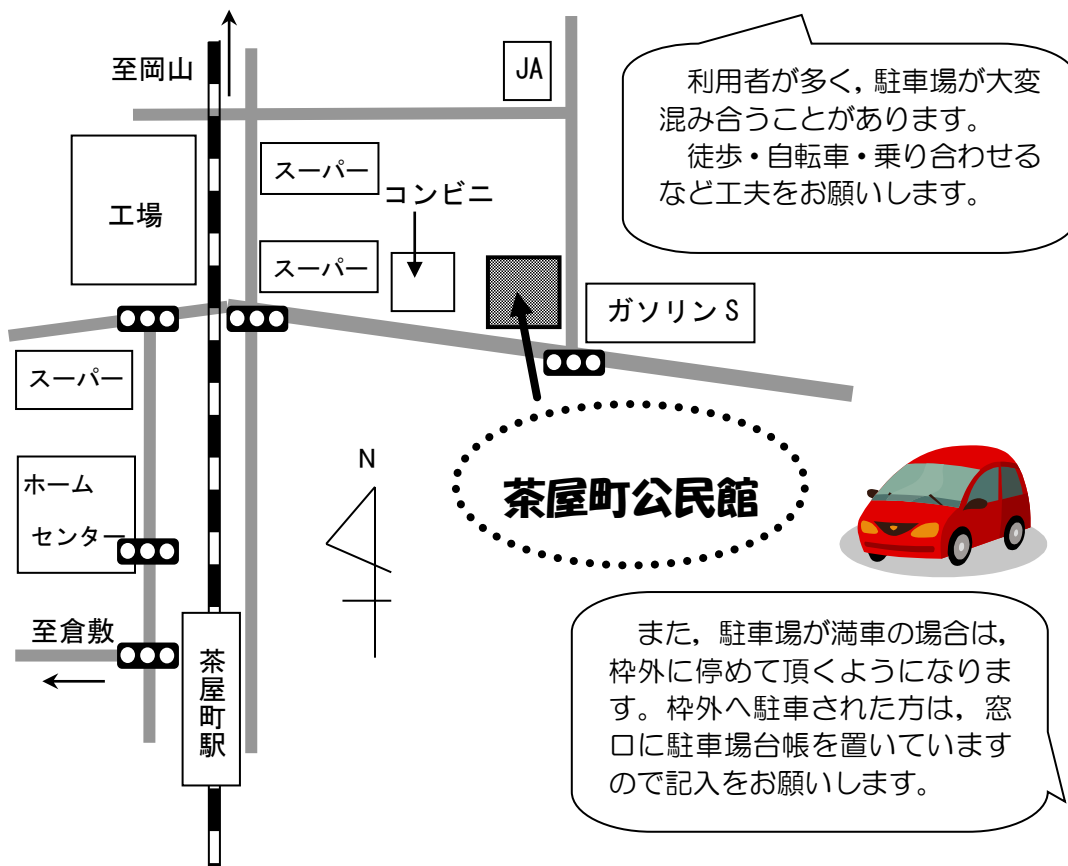 至岡山
JA
利用者が多く，駐車場が大変
混み合うことがあります。
徒歩・自転車・乗り合わせる
など工夫をお願いします。
スーパー
コンビニ
工場
スーパー
ガソリンS
スーパー
N
ホーム
センター
茶屋町公民館
至倉敷
茶屋町駅
また，駐車場が満車の場合は，
枠外に停めて頂くようになりま
す。枠外へ駐車された方は，窓
口に駐車場台帳を置いています
ので記入をお願いします。